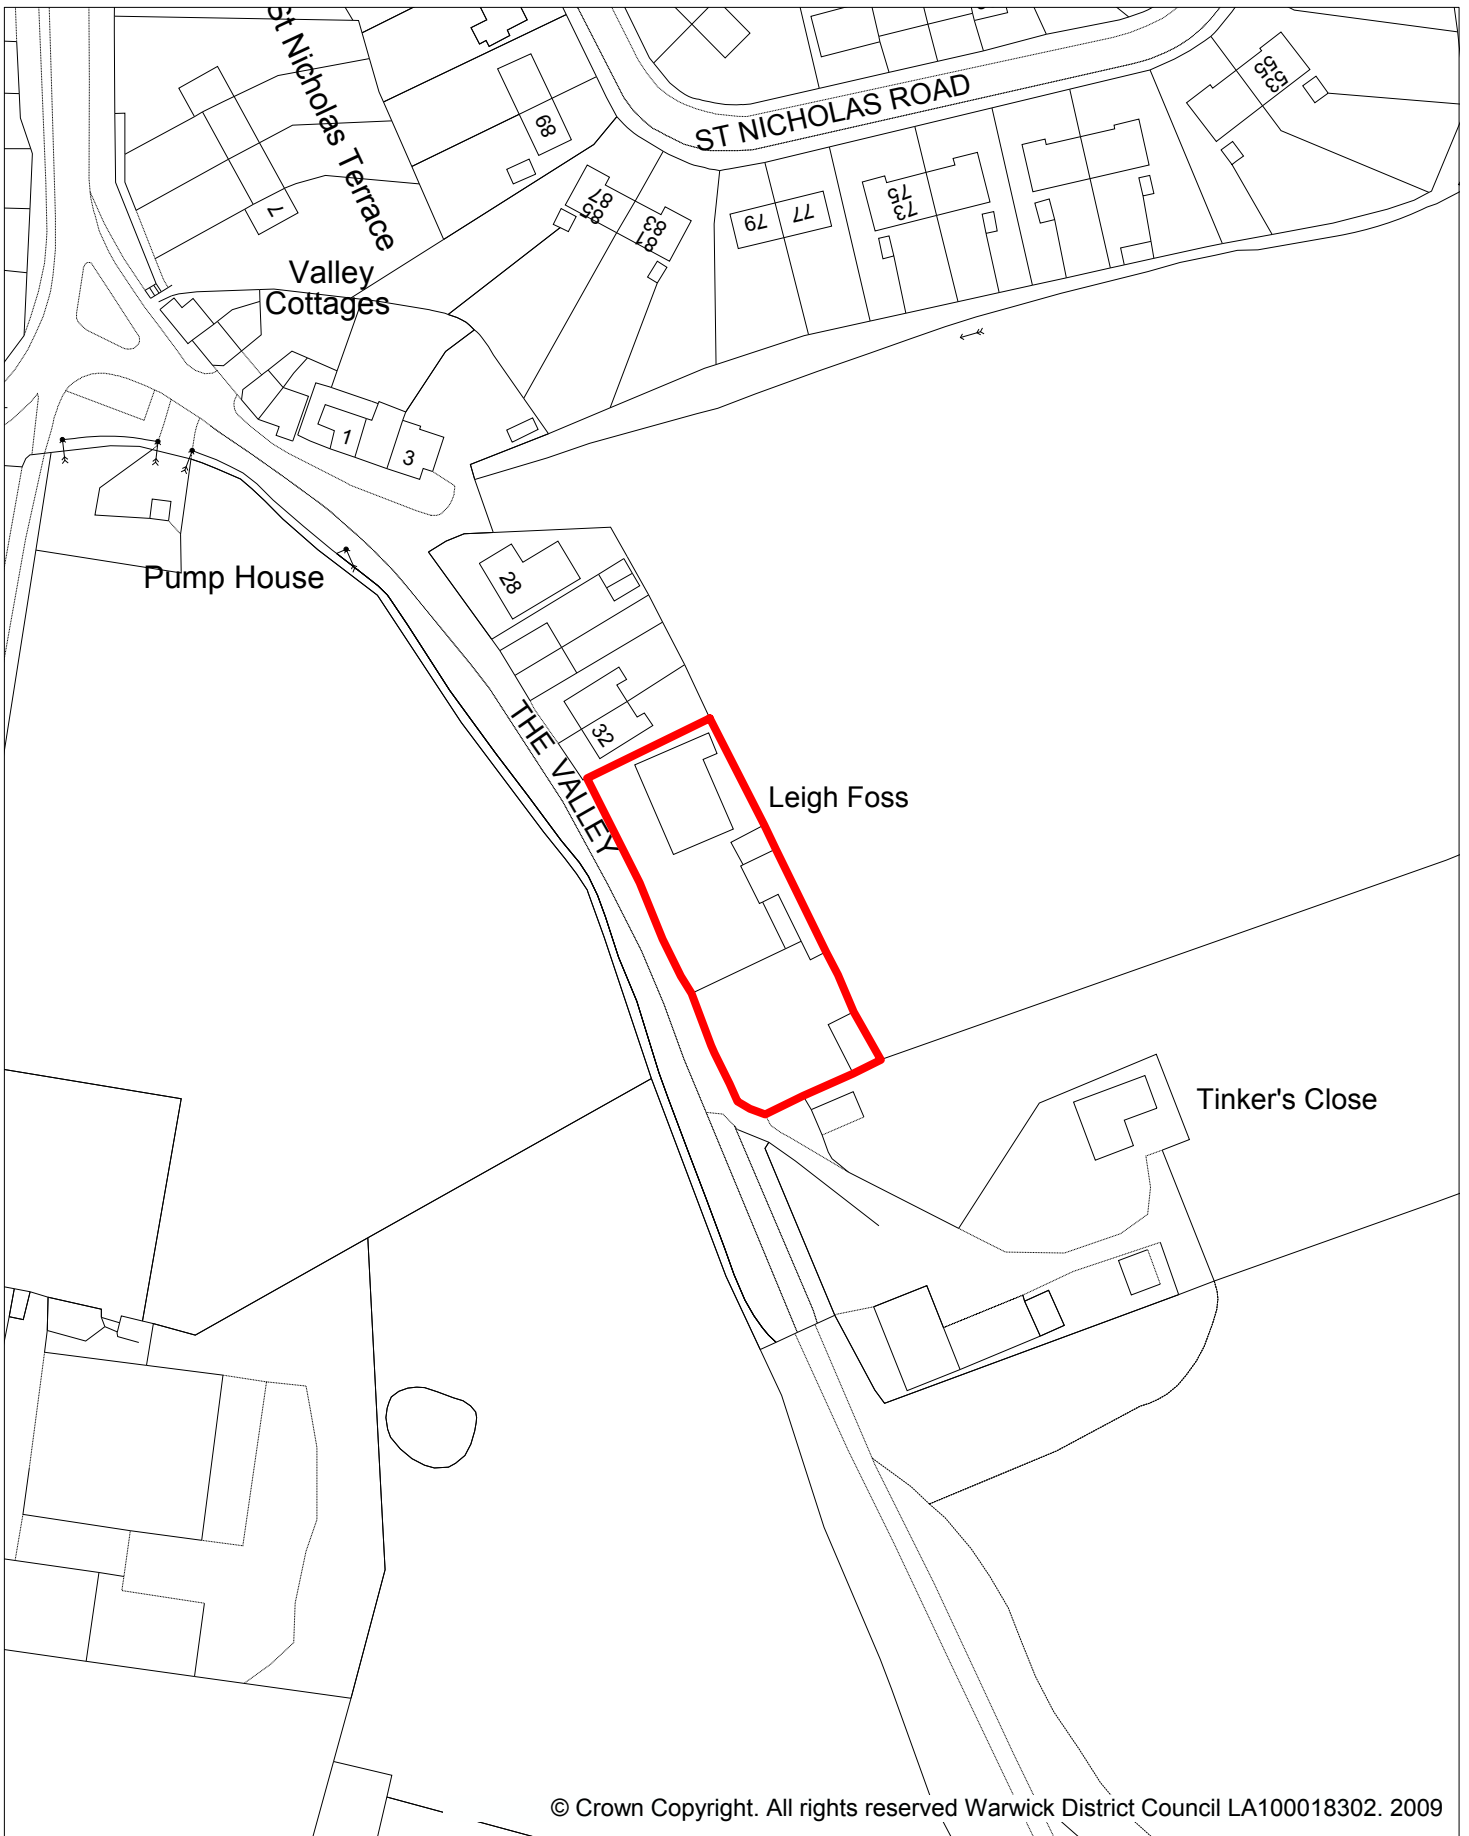 St Nicholas Terrace
ST NICHOLAS ROAD
53
55
89
7
87
85
83
81
79
77
75
73
Valley
Cottages
1
3
Pump House
28
THE VALLEY
32
Leigh Foss
Tinker's Close
© Crown Copyright. All rights reserved Warwick District Council LA100018302. 2009